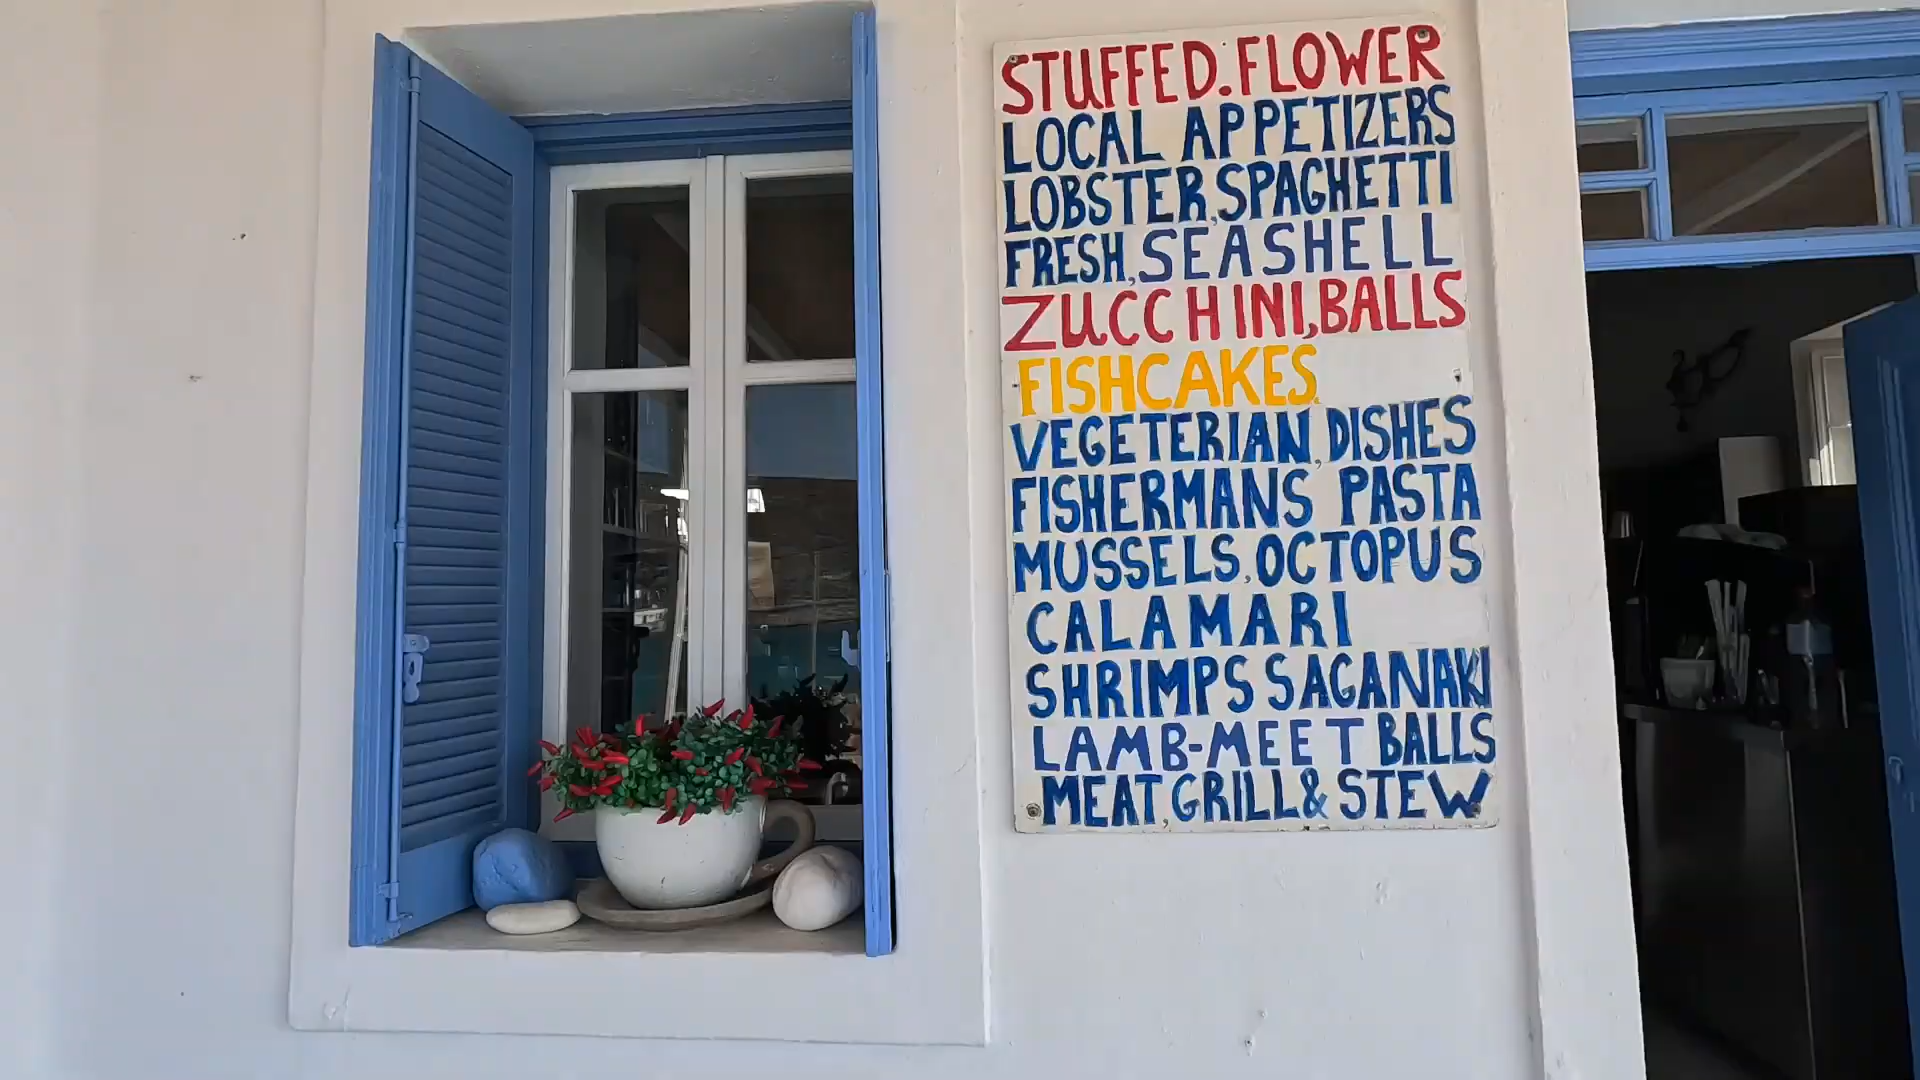 STUFFED.FLOWER
LOCAL APPETIZERS
LOBSTER,SPAGHETTI
FRESH,SEASHELL
ZUCCHINI,BALLS
FISHCAKES
VEGETERIAN,DISHES
FISHERMANS PASTA
MUSSELS,OCTOPUS
CALAMARI
SHRIMPS SAGANAKI
LAMB-MEET BALLS
MEAT,GRILL& STEW